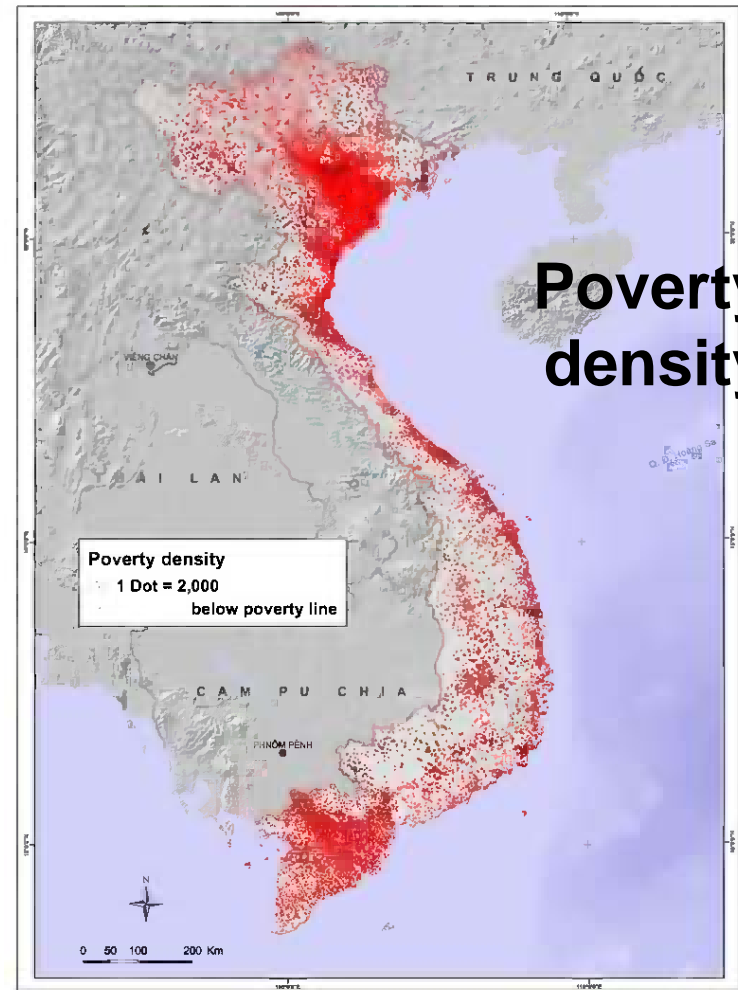 TRUNG QUỐC
Poverty
density
VIÊNG CHĂN
THÁI LAN
Poverty density
1 Dot = 2,000
below poverty line
CAM PU CHIA
PHNÔM PÊNH
N
0 50 100 200 Km